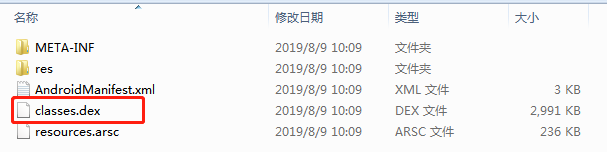 名称 修改日期 类型 大小
META-INF 2019/8/9 10:09 文件夹
res 2019/8/9 10:09 文件夹
AndroidManifest.xml 2019/8/9 10:09 XML 文件 3 KB
classes.dex 2019/8/9 10:09 DEX 文件 2,991 KB
resources.arsc 2019/8/9 10:09 ARSC 文件 236 KB